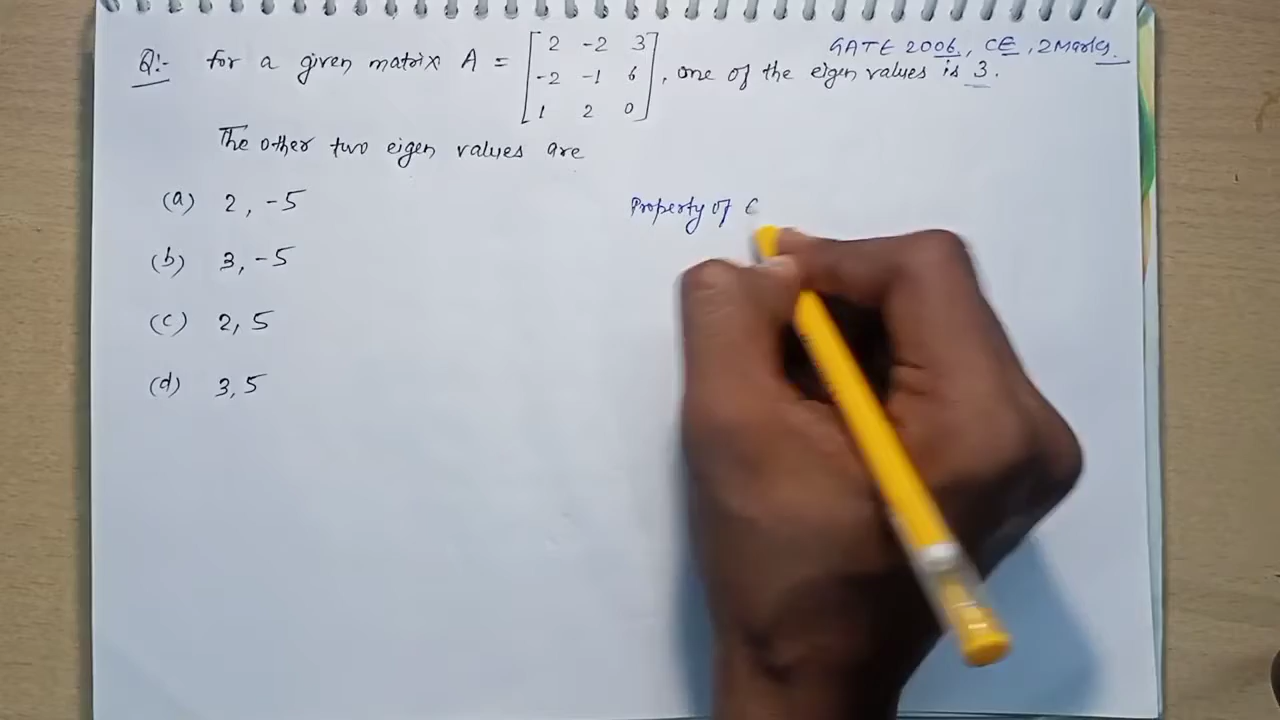 GATE 2006, CE, 2 Marks.
Q:- For a given matrix A = [2 -2 3
-2 -1 6
1 2 0], one of the eigen values is 3.
The other two eigen values are
(a) 2, -5
(b) 3, -5
(c) 2, 5
(d) 3, 5
Property of